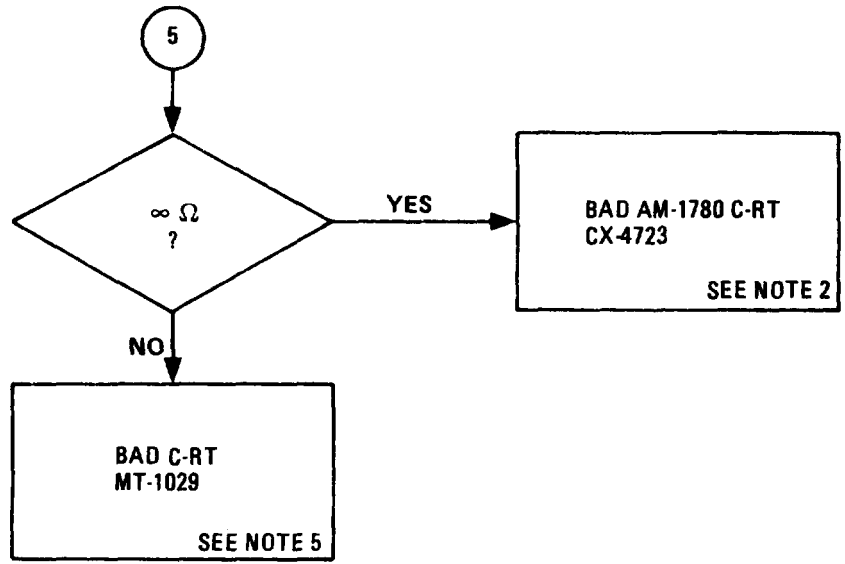 5
∞ Ω
?
YES
BAD AM-1780 C-RT
CX-4723
SEE NOTE 2
NO
BAD C-RT
MT-1029
SEE NOTE 5